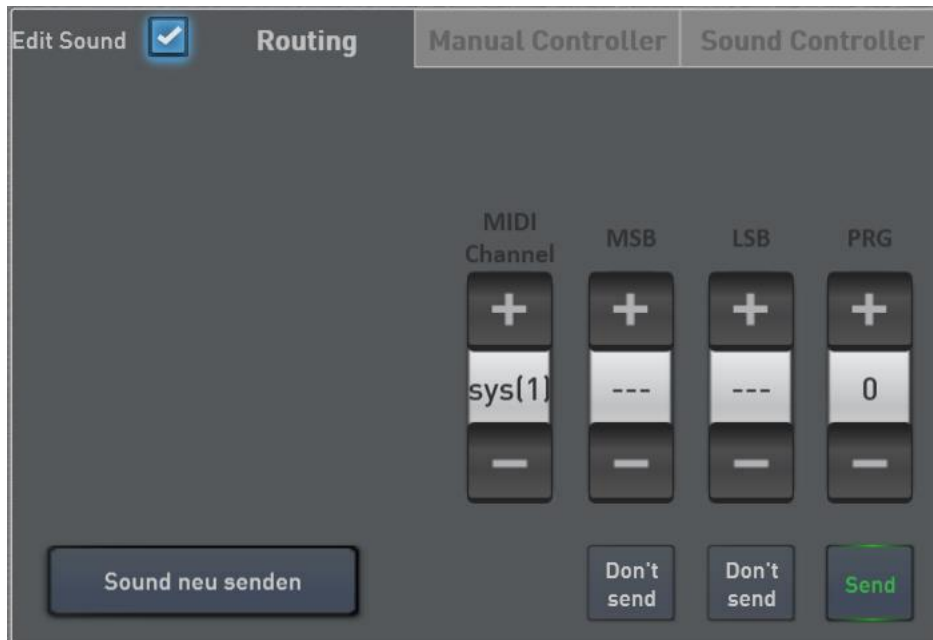 Edit Sound
Routing
Manual Controller
Sound Controller
MIDI
Channel
MSB
LSB
PRG
+
+
+
+
sys(1)
---
---
0
−
−
−
−
Sound neu senden
Don't
send
Don't
send
Send